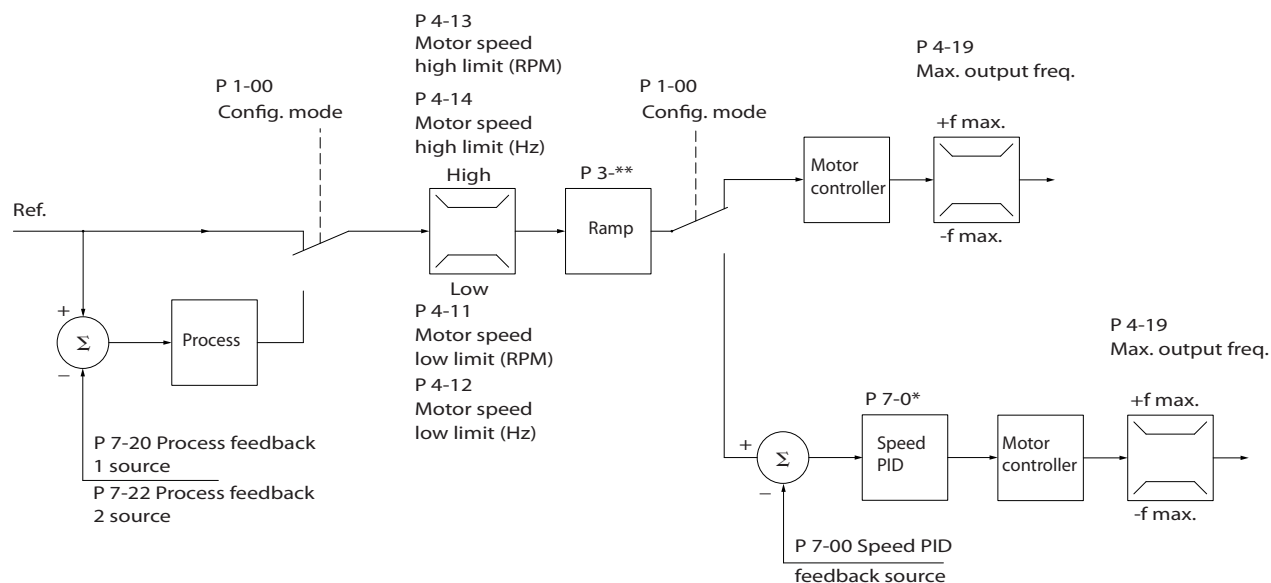 P 4-13
Motor speed
high limit (RPM)
P 4-14
Motor speed
high limit (Hz)
High
P 1-00
Config. mode
P 1-00
Config. mode
P 4-19
Max. output freq.
+f max.
Motor
controller
-f max.
P 3-**
Ramp
Ref.
Low
P 4-11
Motor speed
low limit (RPM)
P 4-12
Motor speed
low limit (Hz)
+
Σ
−
Process
P 7-20 Process feedback
1 source
P 7-22 Process feedback
2 source
P 4-19
Max. output freq.
+f max.
P 7-0*
+
Σ
−
Speed
PID
Motor
controller
-f max.
P 7-00 Speed PID
feedback source